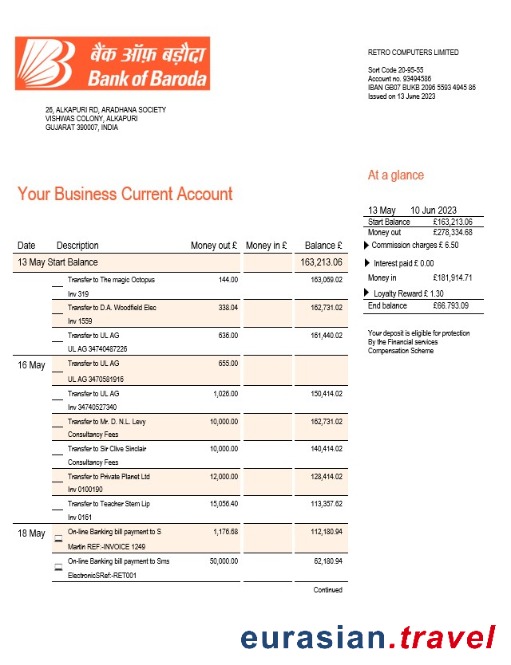 बैंक ऑफ़ बड़ौदा
Bank of Baroda
26, ALKAPURI RD, ARADHANA SOCIETY
VISHWAS COLONY, ALKAPURI
GUJARAT 390007, INDIA
RETRO COMPUTERS LIMITED
Sort Code 20-95-55
Account no. 93494586
IBAN GB07 BUKB 2096 5593 4945 86
Issued on 13 June 2023
At a glance
13 May 10 Jun 2023
Start Balance £163,213.06
Money out £278,334.68
Commission charges £ 6.50
Interest paid £ 0.00
Money in £181,914.71
Loyalty Reward £ 1.30
End balance £66.793.09
Your deposit is eligible for protection
By the Financial services
Compensation Scheme
Your Business Current Account
Date Description Money out £ Money in £ Balance £
13 May Start Balance 163,213.06
Transfer to The magic Octopus 144.00 163,069.02
Inv 319
Transfer to D.A. Woodfield Elec 338.04 162,731.02
Inv 1559
Transfer to UL AG 636.00 161,440.02
UL AG 34740487226
16 May Transfer to UL AG 655.00
UL AG 3470581916
Transfer to UL AG 1,026.00 150,414.02
Inv 34740527340
Transfer to Mr. D. N.L. Levy 10,000.00 162,731.02
Consultancy Fees
Transfer to Sir Clive Sinclair 10,000.00 140,414.02
Consultancy Fees
Transfer to Private Planet Ltd 12,000.00 128,414.02
Inv 0100190
Transfer to Teacher Stem Lip 15,056.40 113,357.62
Inv 0161
18 May On-line Banking bill payment to S 1,176.68 112,180.94
Martin REF:-INVOICE 1249
On-line Banking bill payment to Sms 50,000.00 62,180.94
ElectronicSRef:-RET001
Continued
eurasian.travel